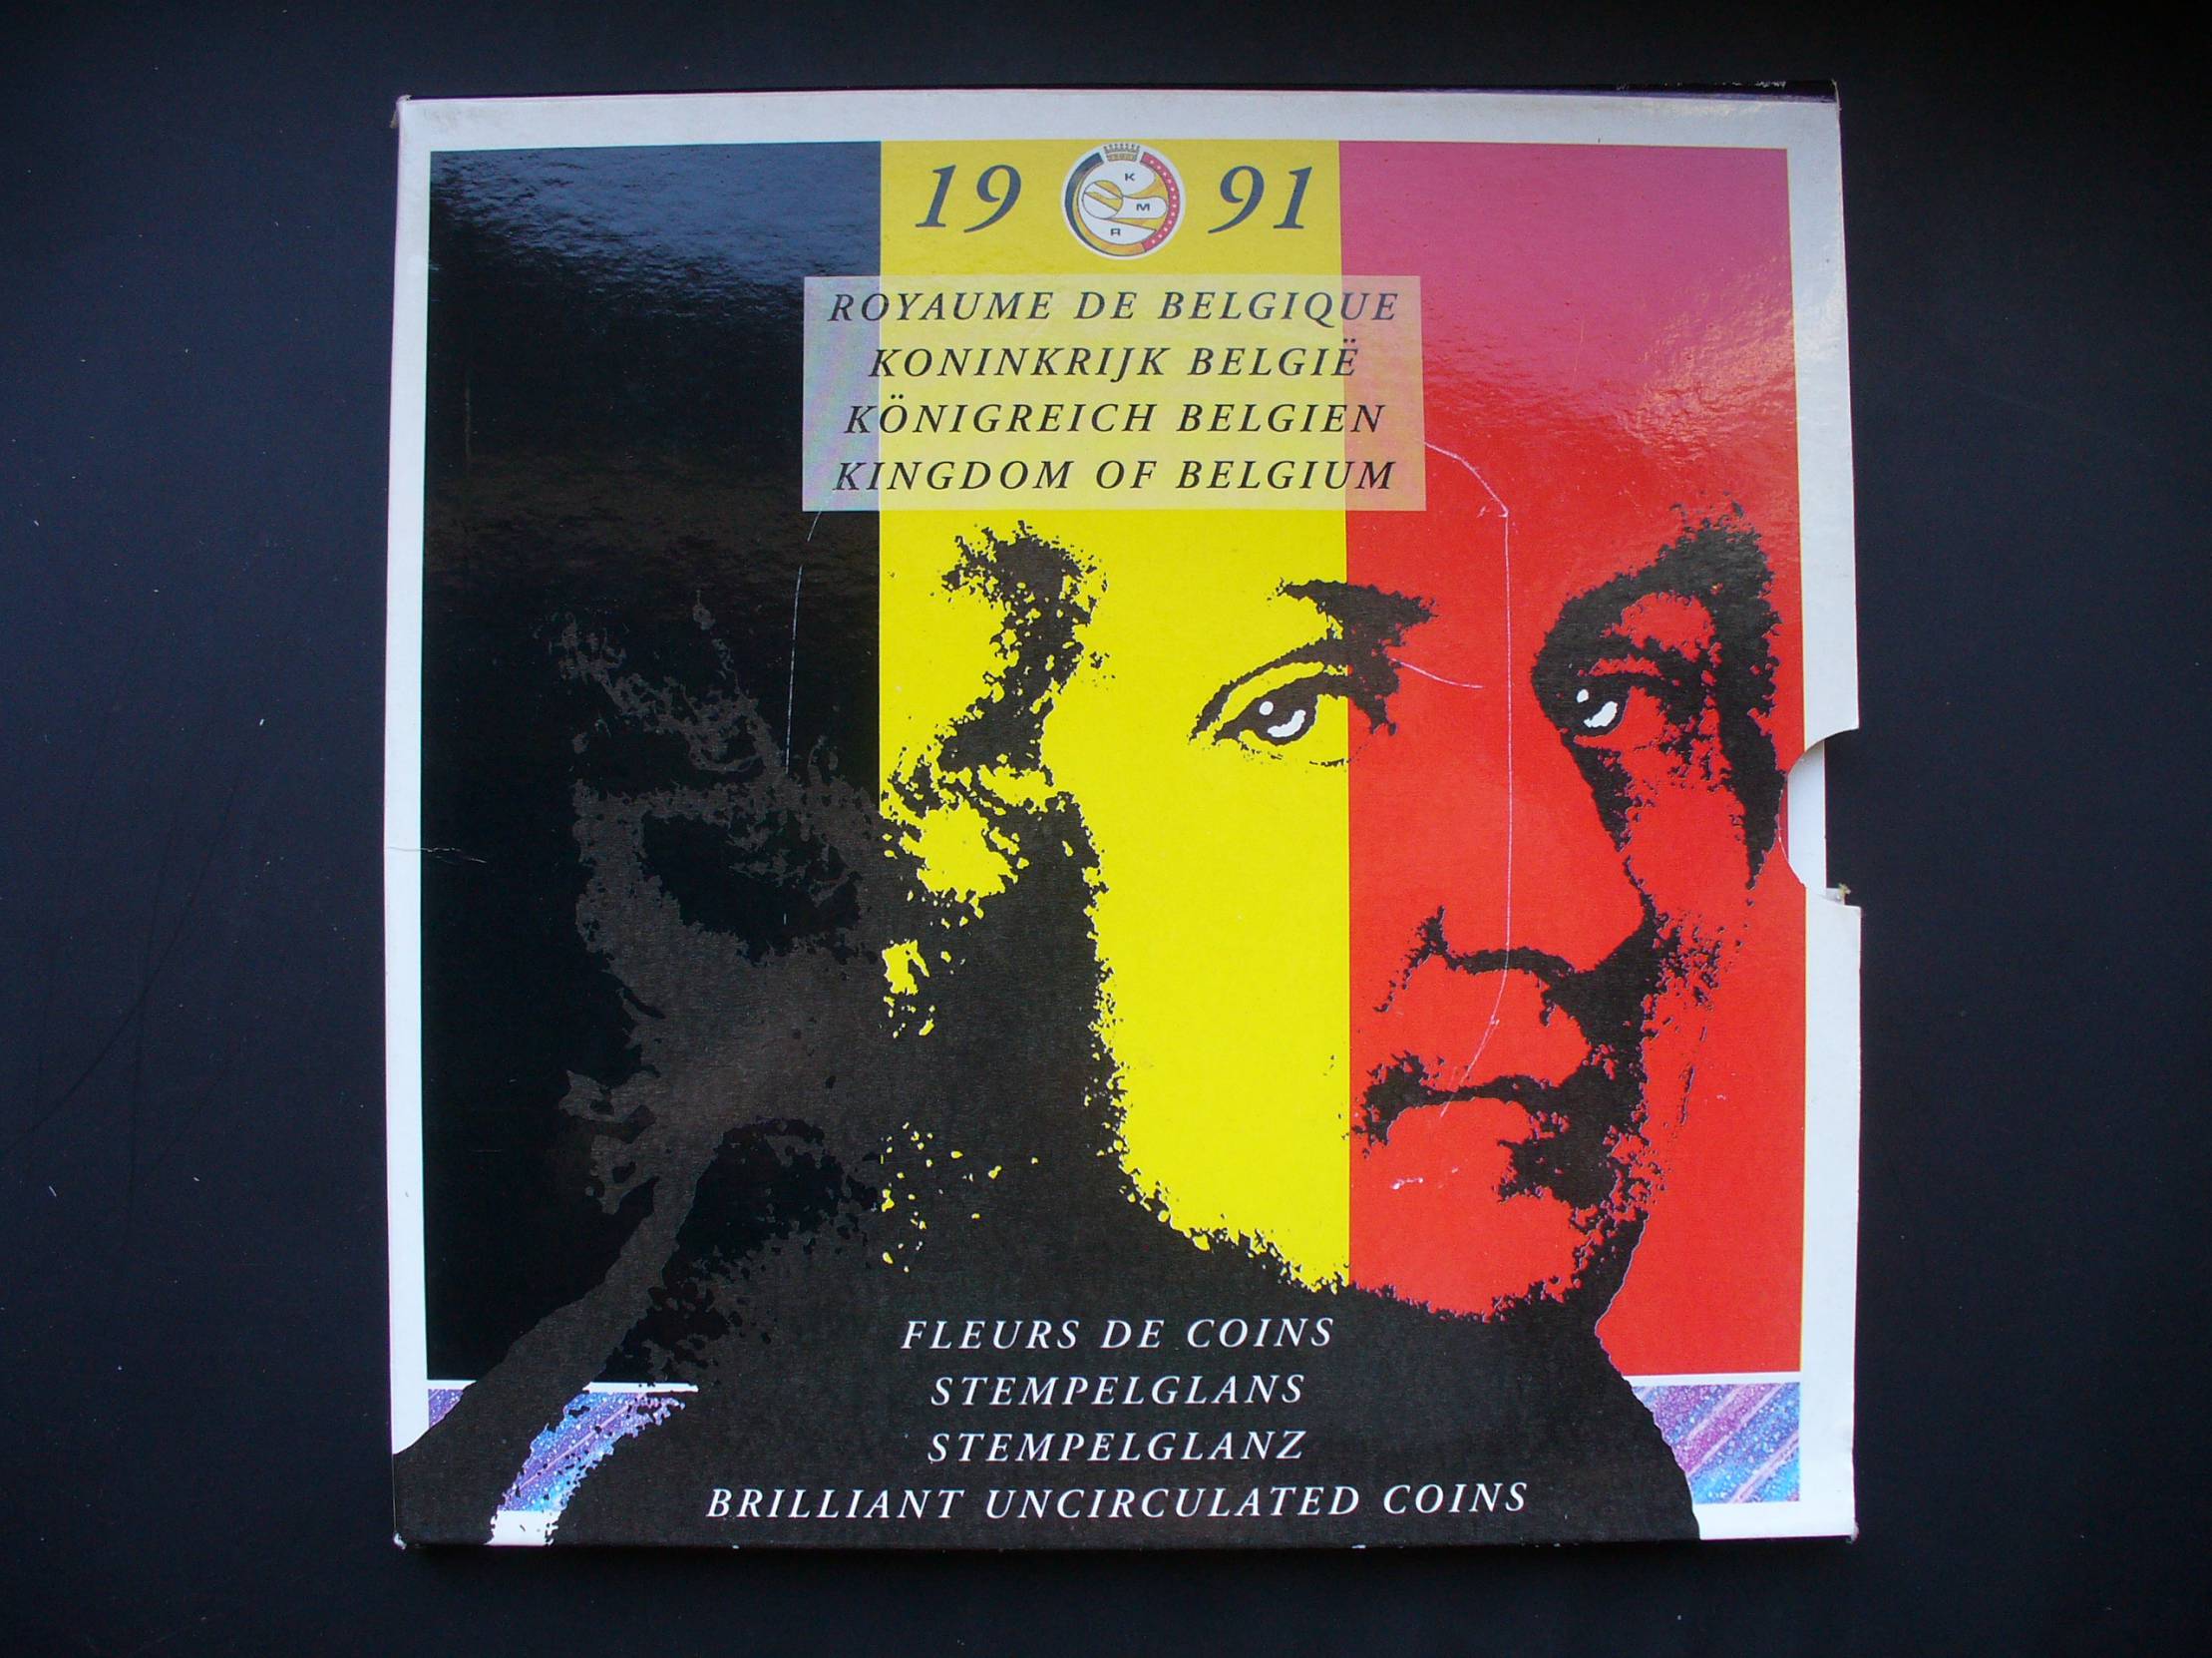 19 91
K
M
R
ROYAUME DE BELGIQUE
KONINKRIJK BELGIË
KÖNIGREICH BELGIEN
KINGDOM OF BELGIUM
FLEURS DE COINS
STEMPELGLANS
STEMPELGLANZ
BRILLIANT UNCIRCULATED COINS